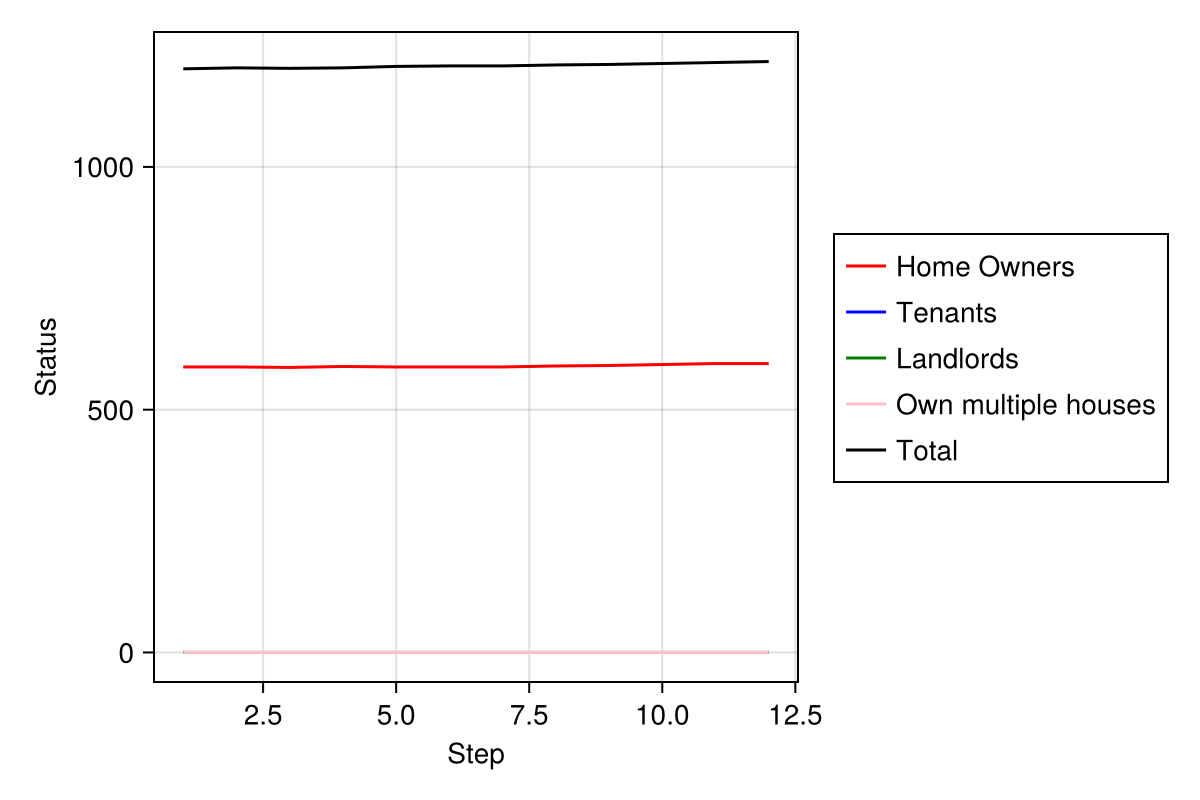 1000
500
0
Status
2.5 5.0 7.5 10.0 12.5
Step
Home Owners
Tenants
Landlords
Own multiple houses
Total